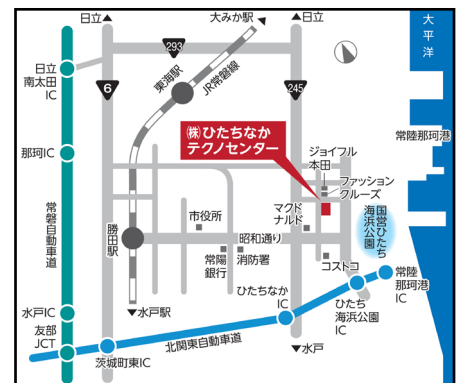 日立▲
大みか駅
▲日立
大平洋
293
日立
南太田
IC
東海駅
JR常磐線
6
245
㈱ひたちなか
テクノセンター
常陸那珂港
那珂IC
ジョイフル
本田
ファッション
クルーズ
常磐自動車道
市役所
マクド
ナルド
国営ひたち
海浜公園
勝田駅
昭和通り
常陽
銀行
消防署
コストコ
常陸
那珂港
IC
ひたちなか
IC
ひたち
海浜公園
IC
水戸IC
▼水戸駅
友部
JCT
北関東自動車道
茨城町東IC
▼水戸